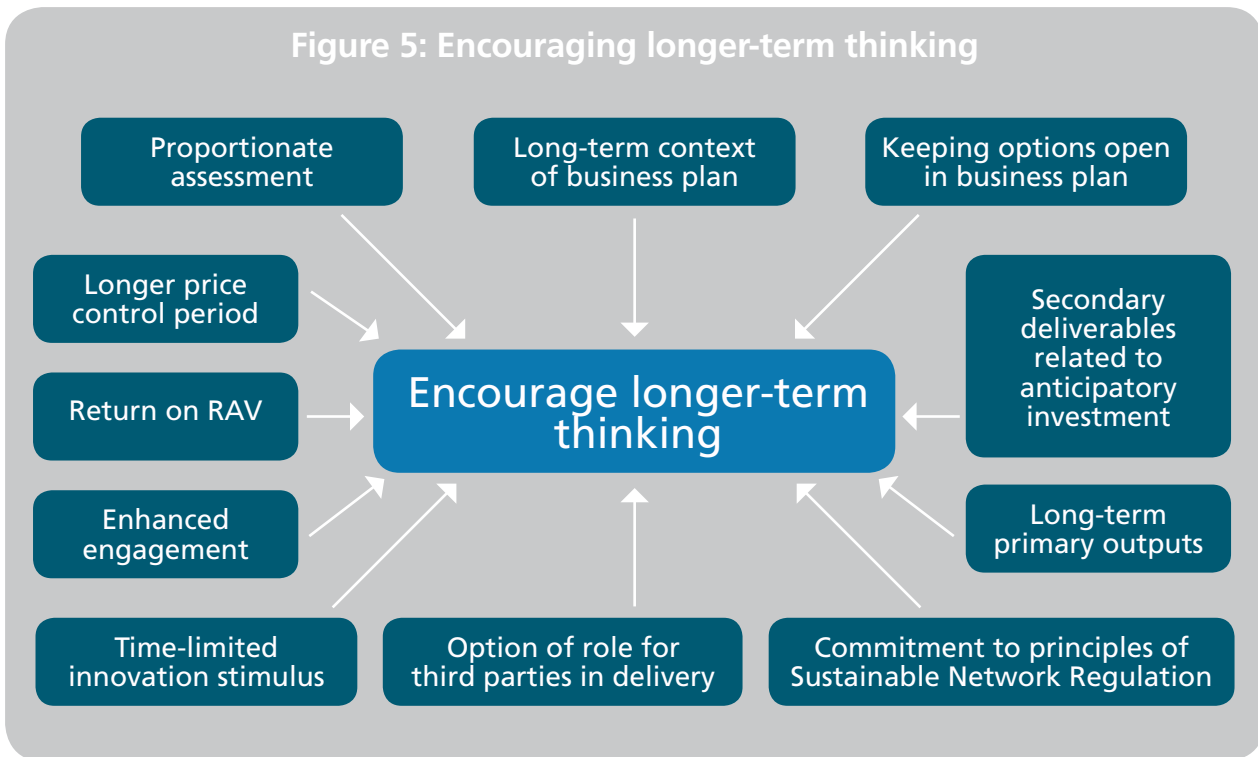 Figure 5: Encouraging longer-term thinking
Proportionate
assessment
Long-term context
of business plan
Keeping options open
in business plan
Longer price
control period
Secondary
deliverables
related to
anticipatory
investment
Encourage longer-term
thinking
Return on RAV
Enhanced
engagement
Long-term
primary outputs
Time-limited
innovation stimulus
Option of role for
third parties in delivery
Commitment to principles of
Sustainable Network Regulation